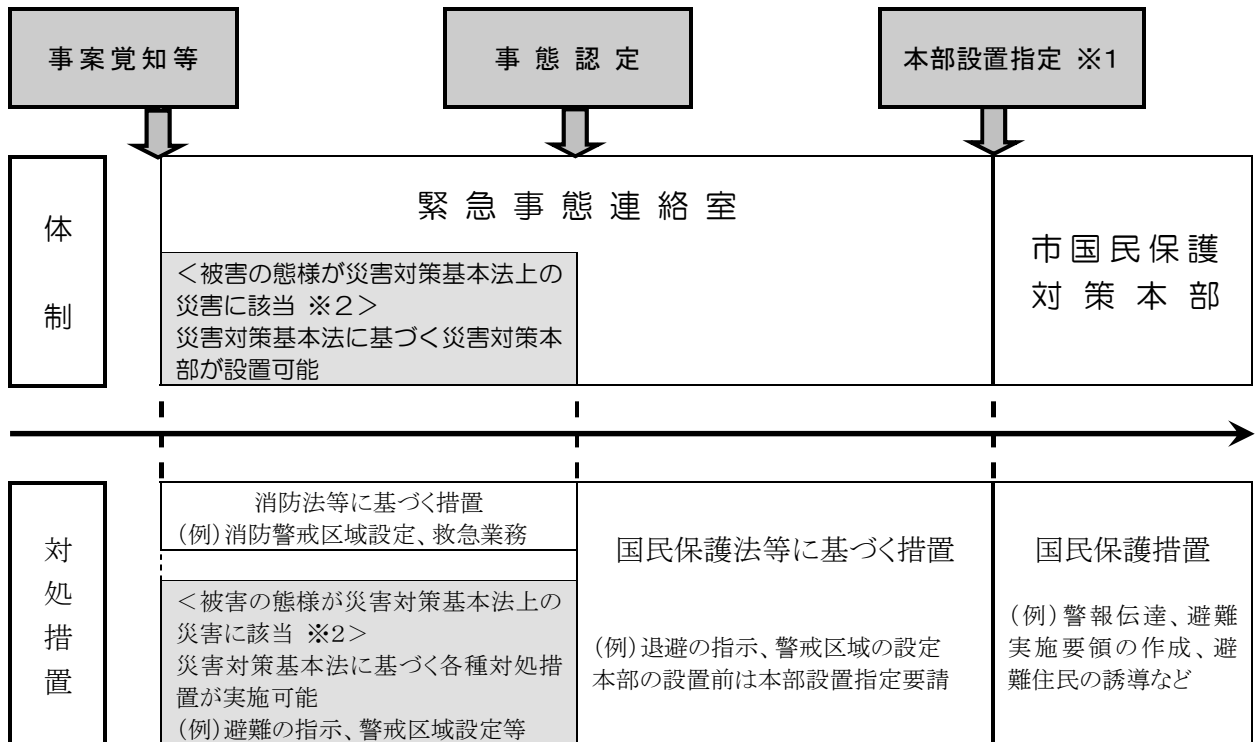 事案覚知等
事態認定
本部設置指定 ※1
体制
緊急事態連絡室
＜被害の態様が災害対策基本法上の
災害に該当 ※２＞
災害対策基本法に基づく災害対策本
部が設置可能
市国民保護
対策本部
対処措置
消防法等に基づく措置
(例)消防警戒区域設定、救急業務
＜被害の態様が災害対策基本法上の
災害に該当 ※2＞
災害対策基本法に基づく各種対処措
置が実施可能
(例)避難の指示、警戒区域設定等
国民保護法等に基づく措置
(例)退避の指示、警戒区域の設定
本部の設置前は本部設置指定要請
国民保護措置
(例)警報伝達、避難
実施要領の作成、避
難住民の誘導など